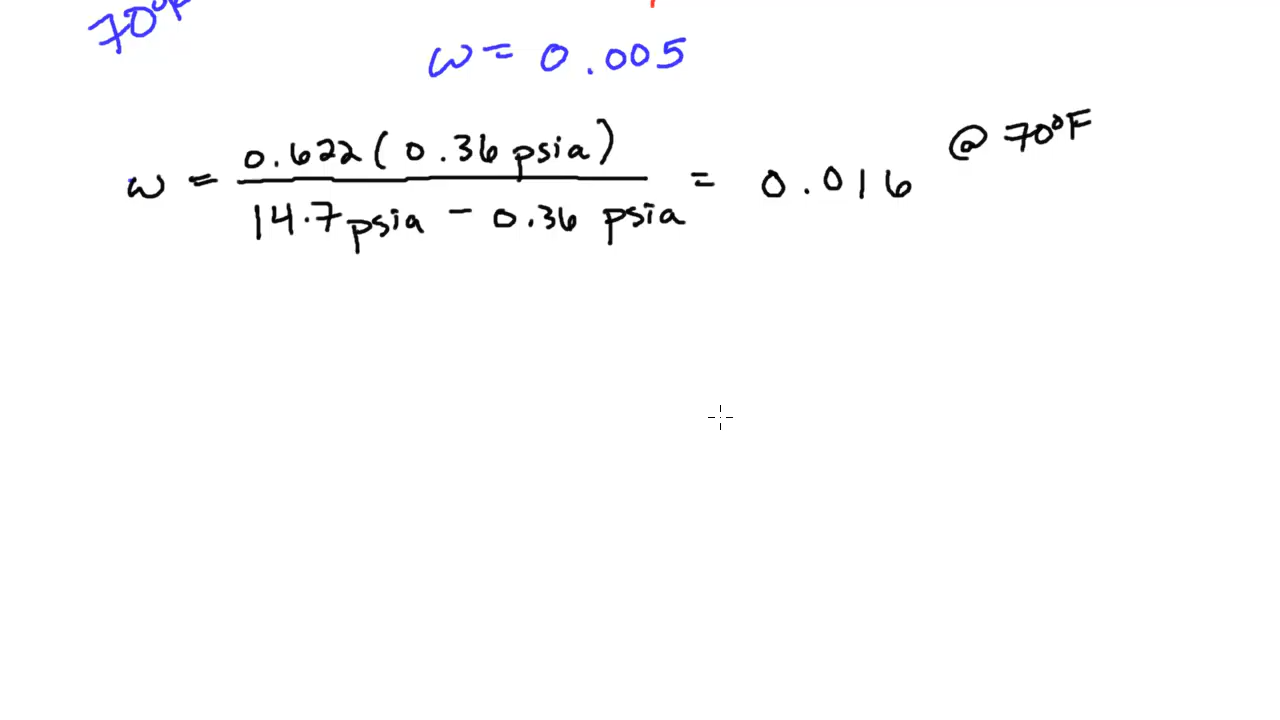 70°F
ω = 0.005
@ 70°F
ω = 0.622 ( 0.36 psia ) / 14.7 psia - 0.36 psia = 0.016